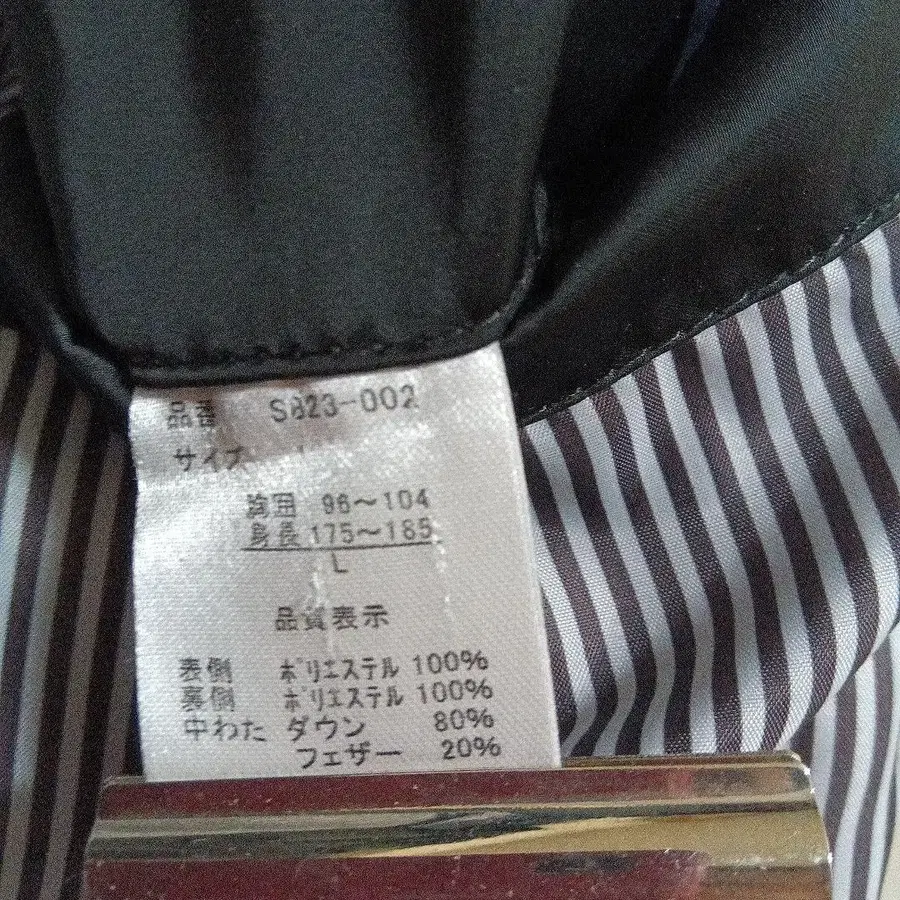 品番 S823-002
サイズ
胸囲 96〜104
身長 175〜185
L
品質表示
表側 ポリエステル 100%
裏側 ポリエステル 100%
中わた ダウン 80%
フェザー 20%